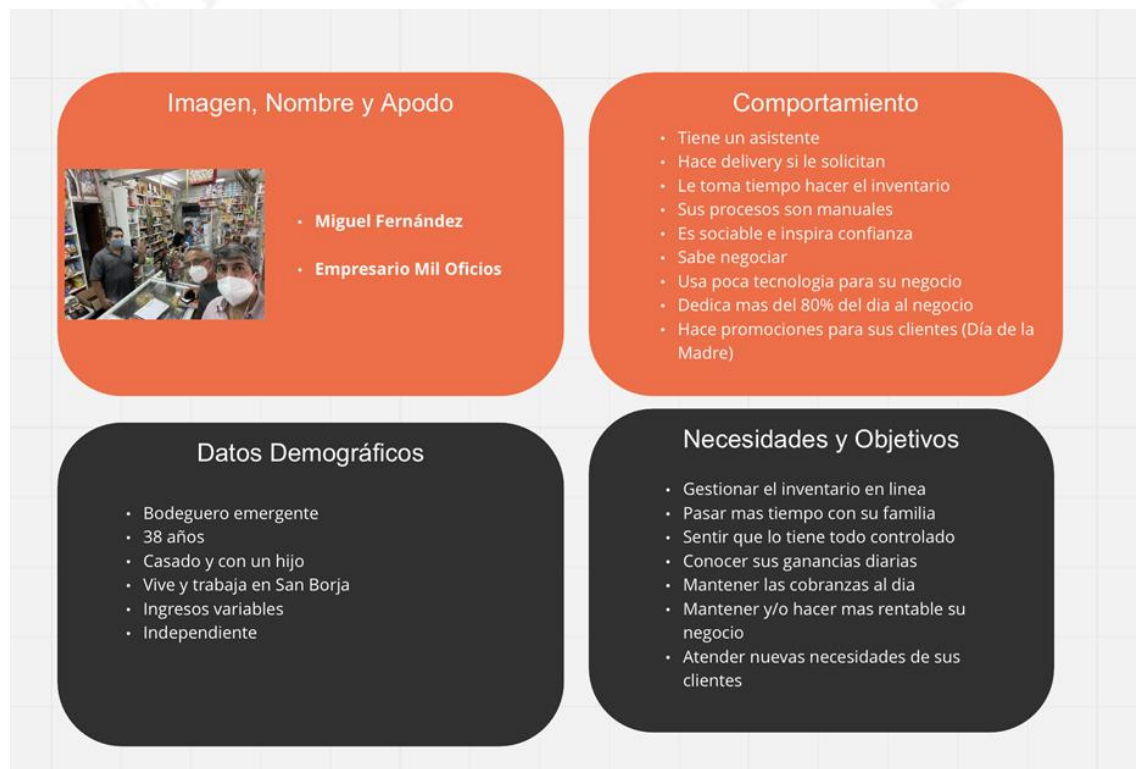 Imagen, Nombre y Apodo
Miguel Fernández
Empresario Mil Oficios
Comportamiento
Tiene un asistente
Hace delivery si le solicitan
Le toma tiempo hacer el inventario
Sus procesos son manuales
Es sociable e inspira confianza
Sabe negociar
Usa poca tecnologia para su negocio
Dedica mas del 80% del dia al negocio
Hace promociones para sus clientes (Día de la
Madre)
Datos Demográficos
Bodeguero emergente
38 años
Casado y con un hijo
Vive y trabaja en San Borja
Ingresos variables
Independiente
Necesidades y Objetivos
Gestionar el inventario en linea
Pasar mas tiempo con su familia
Sentir que lo tiene todo controlado
Conocer sus ganancias diarias
Mantener las cobranzas al dia
Mantener y/o hacer mas rentable su
negocio
Atender nuevas necesidades de sus
clientes